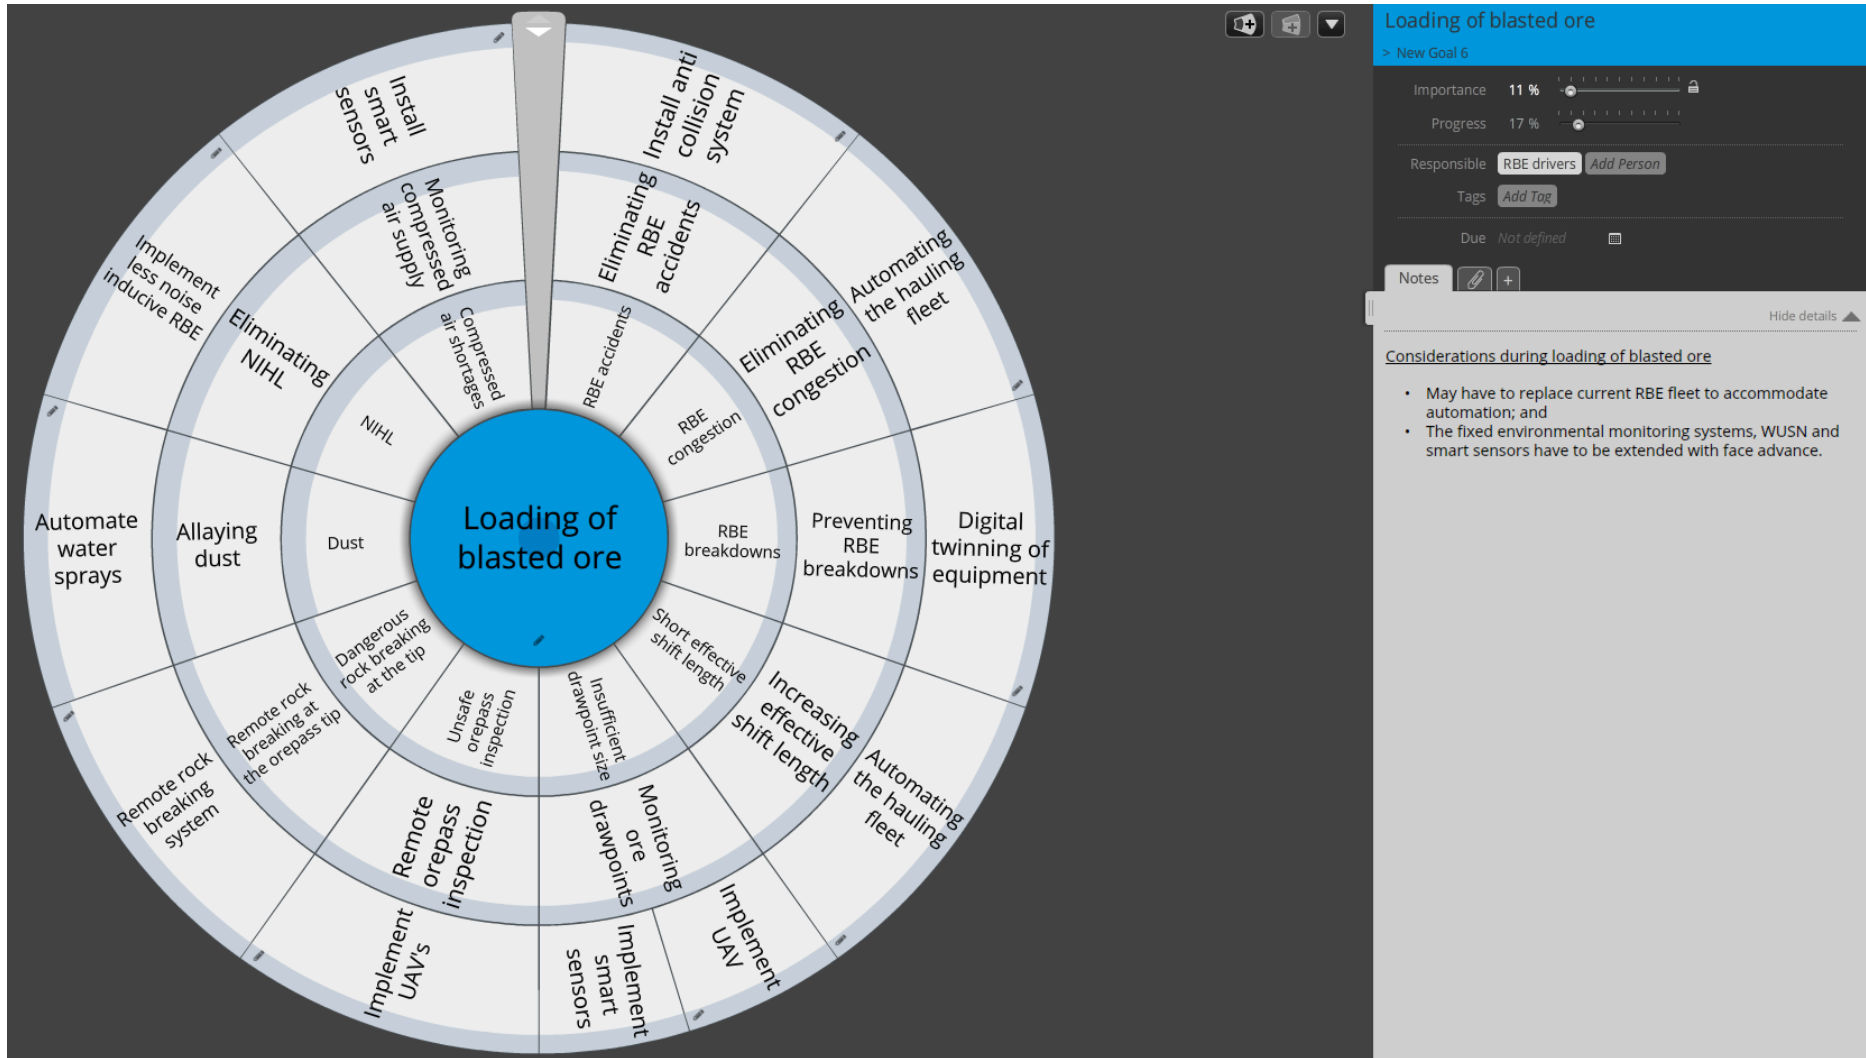 Install
smart
sensors
Install anti
collision
system
Implement
less noise
inducive RBE
Monitoring
compressed
air supply
Eliminating
RBE
accidents
Automating
the hauling
fleet
Eliminating
NIHL
Compressed
air shortages
RBE accidents
Eliminating
RBE
congestion
NIHL
RBE
congestion
Automate
water
sprays
Allaying
dust
Dust
Loading of
blasted ore
RBE
breakdowns
Preventing
RBE
breakdowns
Digital
twinning of
equipment
Dangerous
rock breaking
at the tip
Short effective
shift length
Remote rock
breaking at
the orepass tip
Unsafe
orepass
inspection
Insufficient
drawpoint size
Increasing
effective
shift length
Remote rock
breaking
system
Remote
orepass
inspection
Monitoring
ore
drawpoints
Automating
the hauling
fleet
Implement
UAV's
Implement
smart
sensors
Implement
UAV
Loading of blasted ore
> New Goal 6
Importance 11 %
Progress 17 %
Responsible RBE drivers Add Person
Tags Add Tag
Due Not defined
Notes +
Hide details
Considerations during loading of blasted ore
• May have to replace current RBE fleet to accommodate
automation; and
• The fixed environmental monitoring systems, WUSN and
smart sensors have to be extended with face advance.